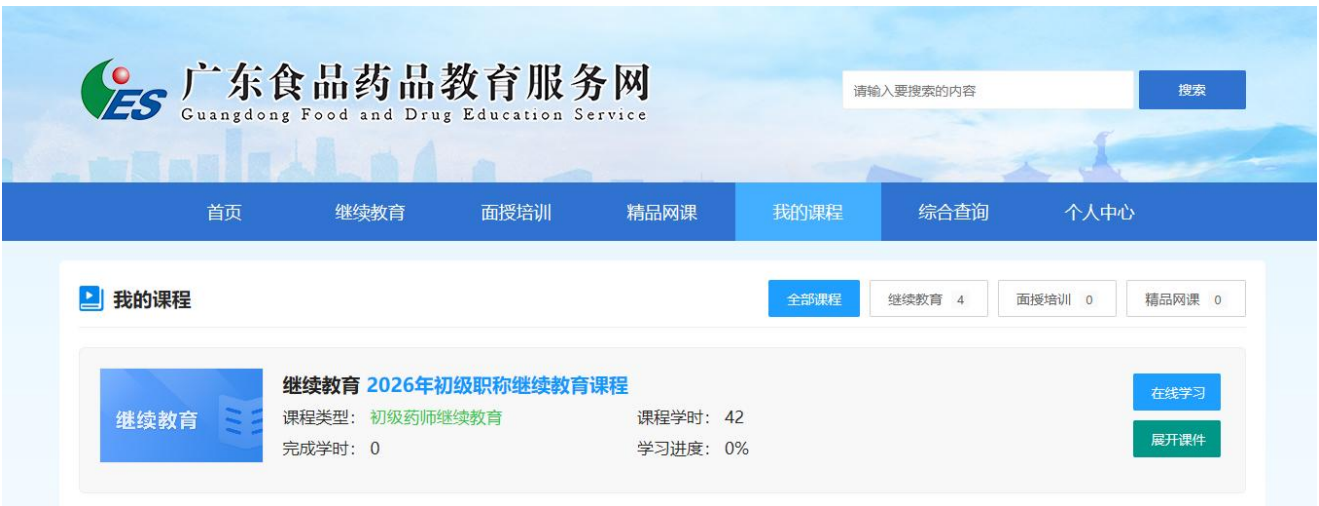 广东食品药品教育服务网
ES Guangdong Food and Drug Education Service
请输入要搜索的内容 搜索
首页 继续教育 面授培训 精品网课 我的课程 综合查询 个人中心
我的课程 全部课程 继续教育 4 面授培训 0 精品网课 0
继续教育 2026年初级职称继续教育课程
继续教育
课程类型： 初级药师继续教育 课程学时： 42
完成学时： 0 学习进度： 0%
在线学习
展开课件